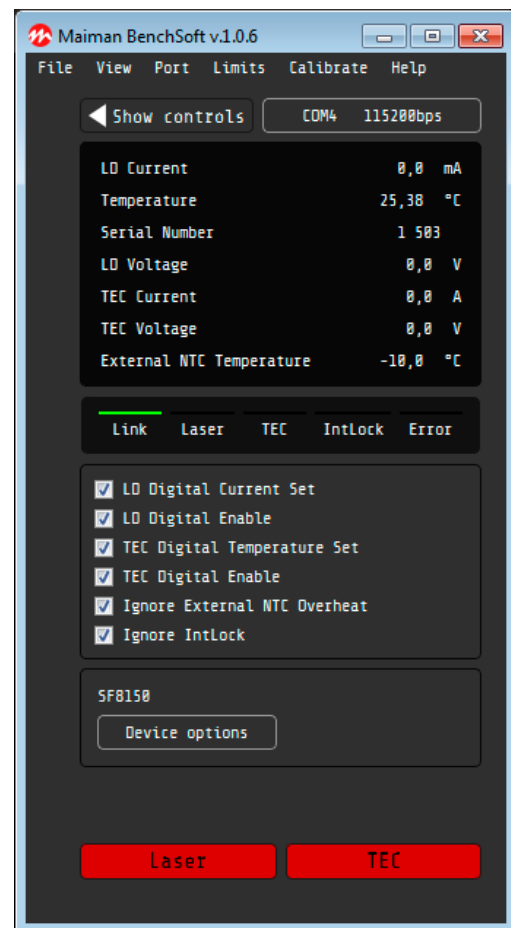 Maiman BenchSoft v.1.0.6
File View Port Limits Calibrate Help
Show controls COM4 115200bps
LD Current 0,0 mA
Temperature 25,38 °C
Serial Number 1 503
LD Voltage 0,0 V
TEC Current 0,0 A
TEC Voltage 0,0 V
External NTC Temperature -10,0 °C
Link Laser TEC IntLock Error
LD Digital Current Set
LD Digital Enable
TEC Digital Temperature Set
TEC Digital Enable
Ignore External NTC Overheat
Ignore IntLock
SF8150
Device options
Laser TEC